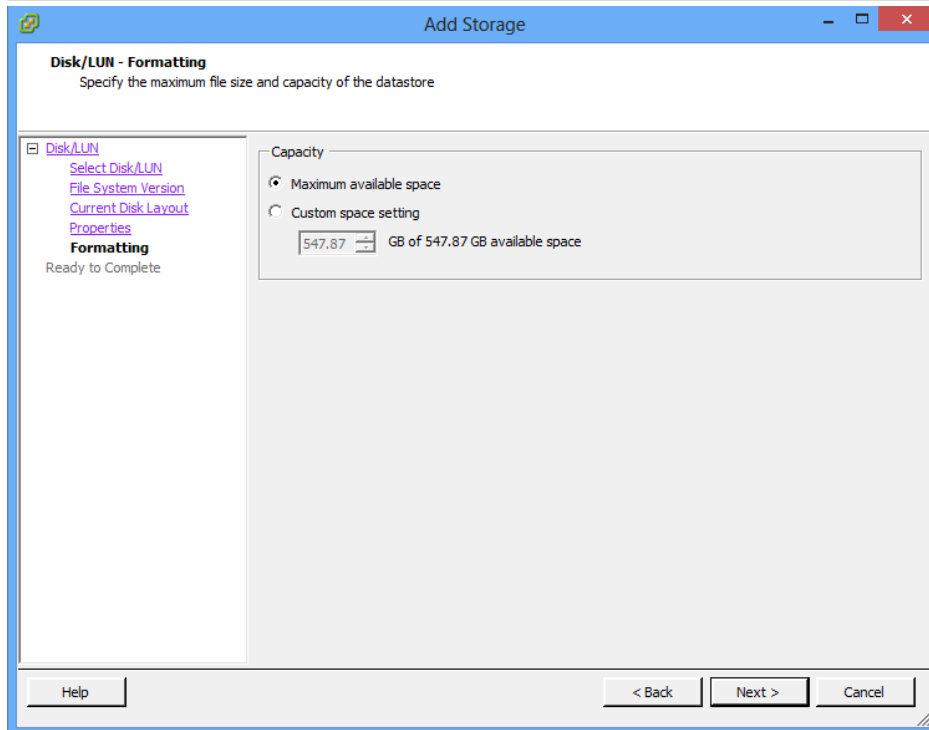 Add Storage
Disk/LUN - Formatting
Specify the maximum file size and capacity of the datastore
Disk/LUN
Select Disk/LUN
File System Version
Current Disk Layout
Properties
Formatting
Ready to Complete
Capacity
Maximum available space
Custom space setting
547.87 GB of 547.87 GB available space
Help
< Back
Next >
Cancel